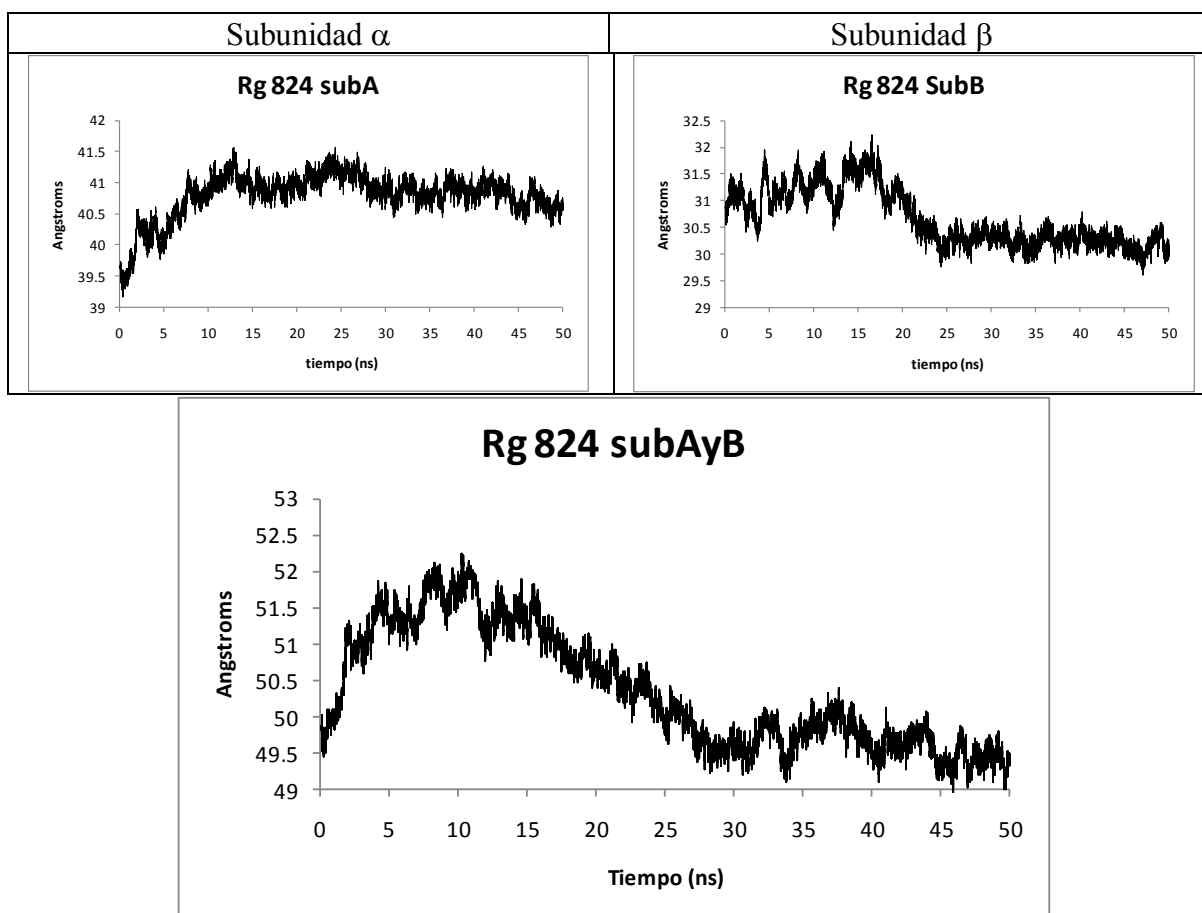 Subunidad α
Subunidad β
Rg 824 subA
Angstroms
42
41.5
41
40.5
40
39.5
39
0 5 10 15 20 25 30 35 40 45 50
tiempo (ns)
Rg 824 SubB
Angstroms
32.5
32
31.5
31
30.5
30
29.5
29
0 5 10 15 20 25 30 35 40 45 50
tiempo (ns)
Rg 824 subAyB
Angstroms
53
52.5
52
51.5
51
50.5
50
49.5
49
0 5 10 15 20 25 30 35 40 45 50
Tiempo (ns)